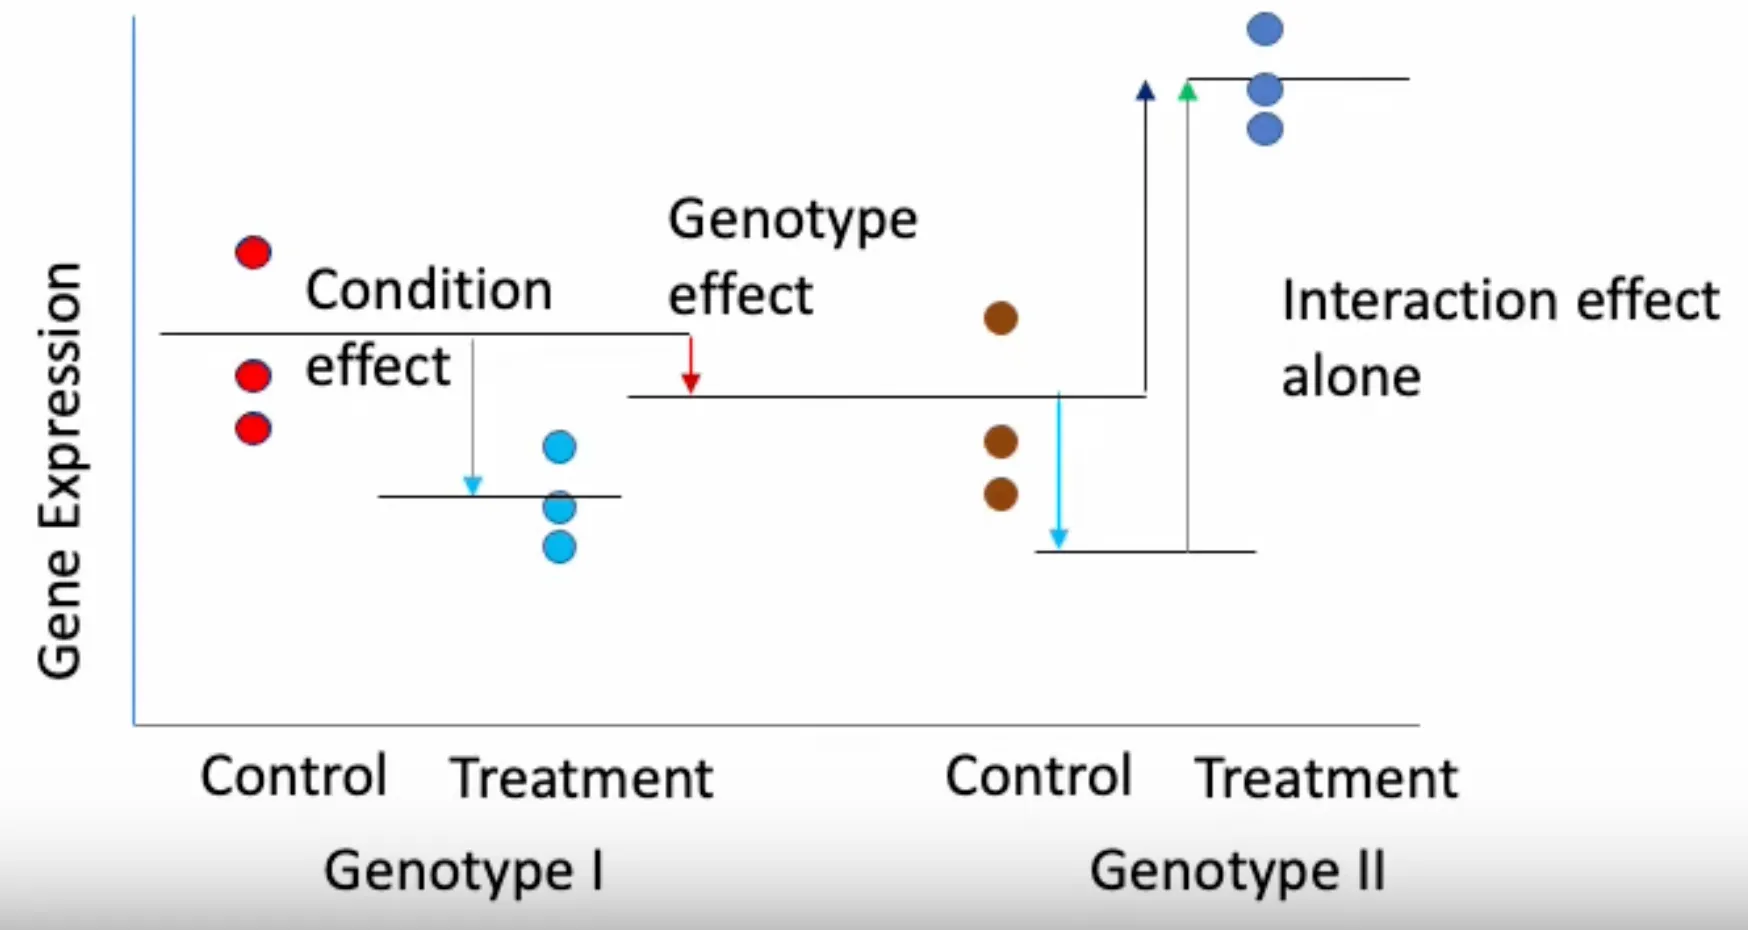 Gene Expression
Condition
effect
Genotype
effect
Interaction effect
alone
Control
Treatment
Control
Treatment
Genotype I
Genotype II